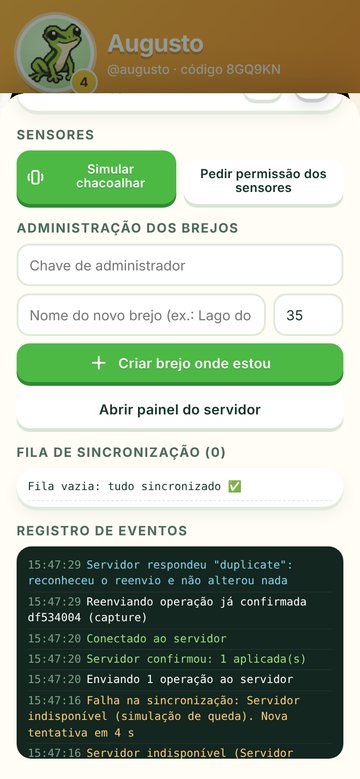 Augusto
@augusto · código 8GQ9KN
4
SENSORES
Simular
chacoalhar
Pedir permissão dos
sensores
ADMINISTRAÇÃO DOS BREJOS
Chave de administrador
Nome do novo brejo (ex.: Lago do
35
Criar brejo onde estou
Abrir painel do servidor
FILA DE SINCRONIZAÇÃO (0)
Fila vazia: tudo sincronizado ✅
REGISTRO DE EVENTOS
15:47:29 Servidor respondeu "duplicate":
reconheceu o reenvio e não alterou nada
15:47:29 Reenviando operação já confirmada
df534004 (capture)
15:47:20 Conectado ao servidor
15:47:20 Servidor confirmou: 1 aplicada(s)
15:47:20 Enviando 1 operação ao servidor
15:47:16 Falha na sincronização: Servidor
indisponível (simulação de queda). Nova
tentativa em 4 s
15:47:16 Servidor indisponível (Servidor